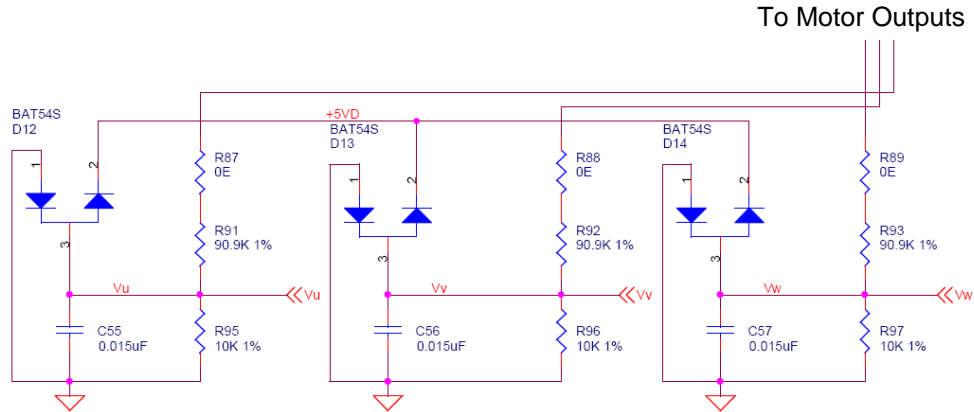 To Motor Outputs
BAT54S
D12
+5VD
BAT54S
D13
BAT54S
D14
1
2
R87
0E
1
2
R88
0E
1
2
R89
0E
3
R91
90.9K 1%
3
R92
90.9K 1%
3
R93
90.9K 1%
Vu
Vu
Vv
Vv
Vw
Vw
C55
0.015uF
R95
10K 1%
C56
0.015uF
R96
10K 1%
C57
0.015uF
R97
10K 1%